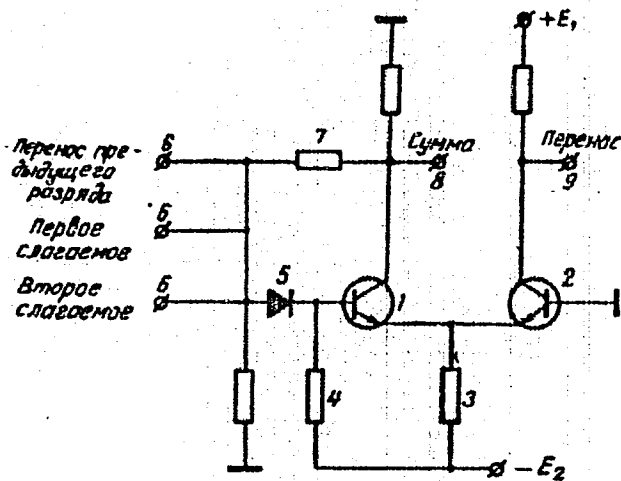 +E₁
Перенос пре-
дыдущего
разряда
6
7
Сумма
8
Перенос
9
Первое
слагаемое
6
Второе
слагаемое
6
5
1
2
4
3
−E₂